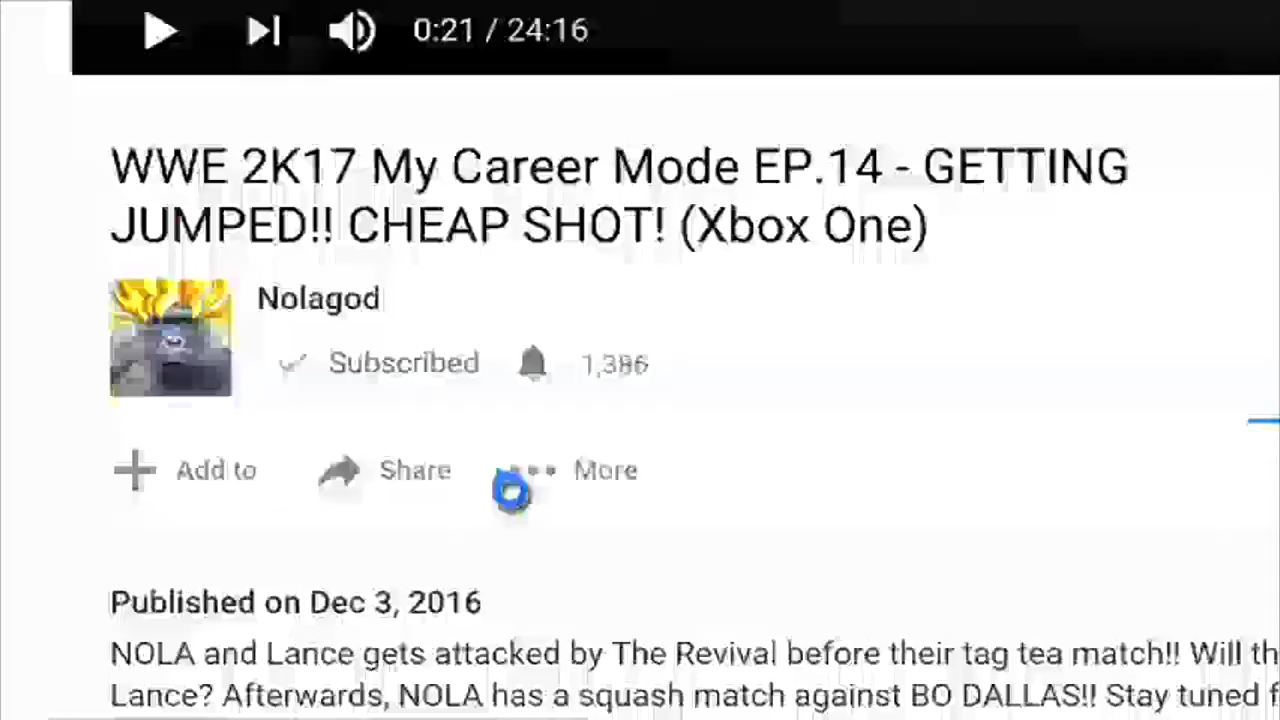 0:21 / 24:16
WWE 2K17 My Career Mode EP.14 - GETTING
JUMPED!! CHEAP SHOT! (Xbox One)
Nolagod
Subscribed 1,386
Add to Share More
Published on Dec 3, 2016
NOLA and Lance gets attacked by The Revival before their tag tea match!! Will th
Lance? Afterwards, NOLA has a squash match against BO DALLAS!! Stay tuned f